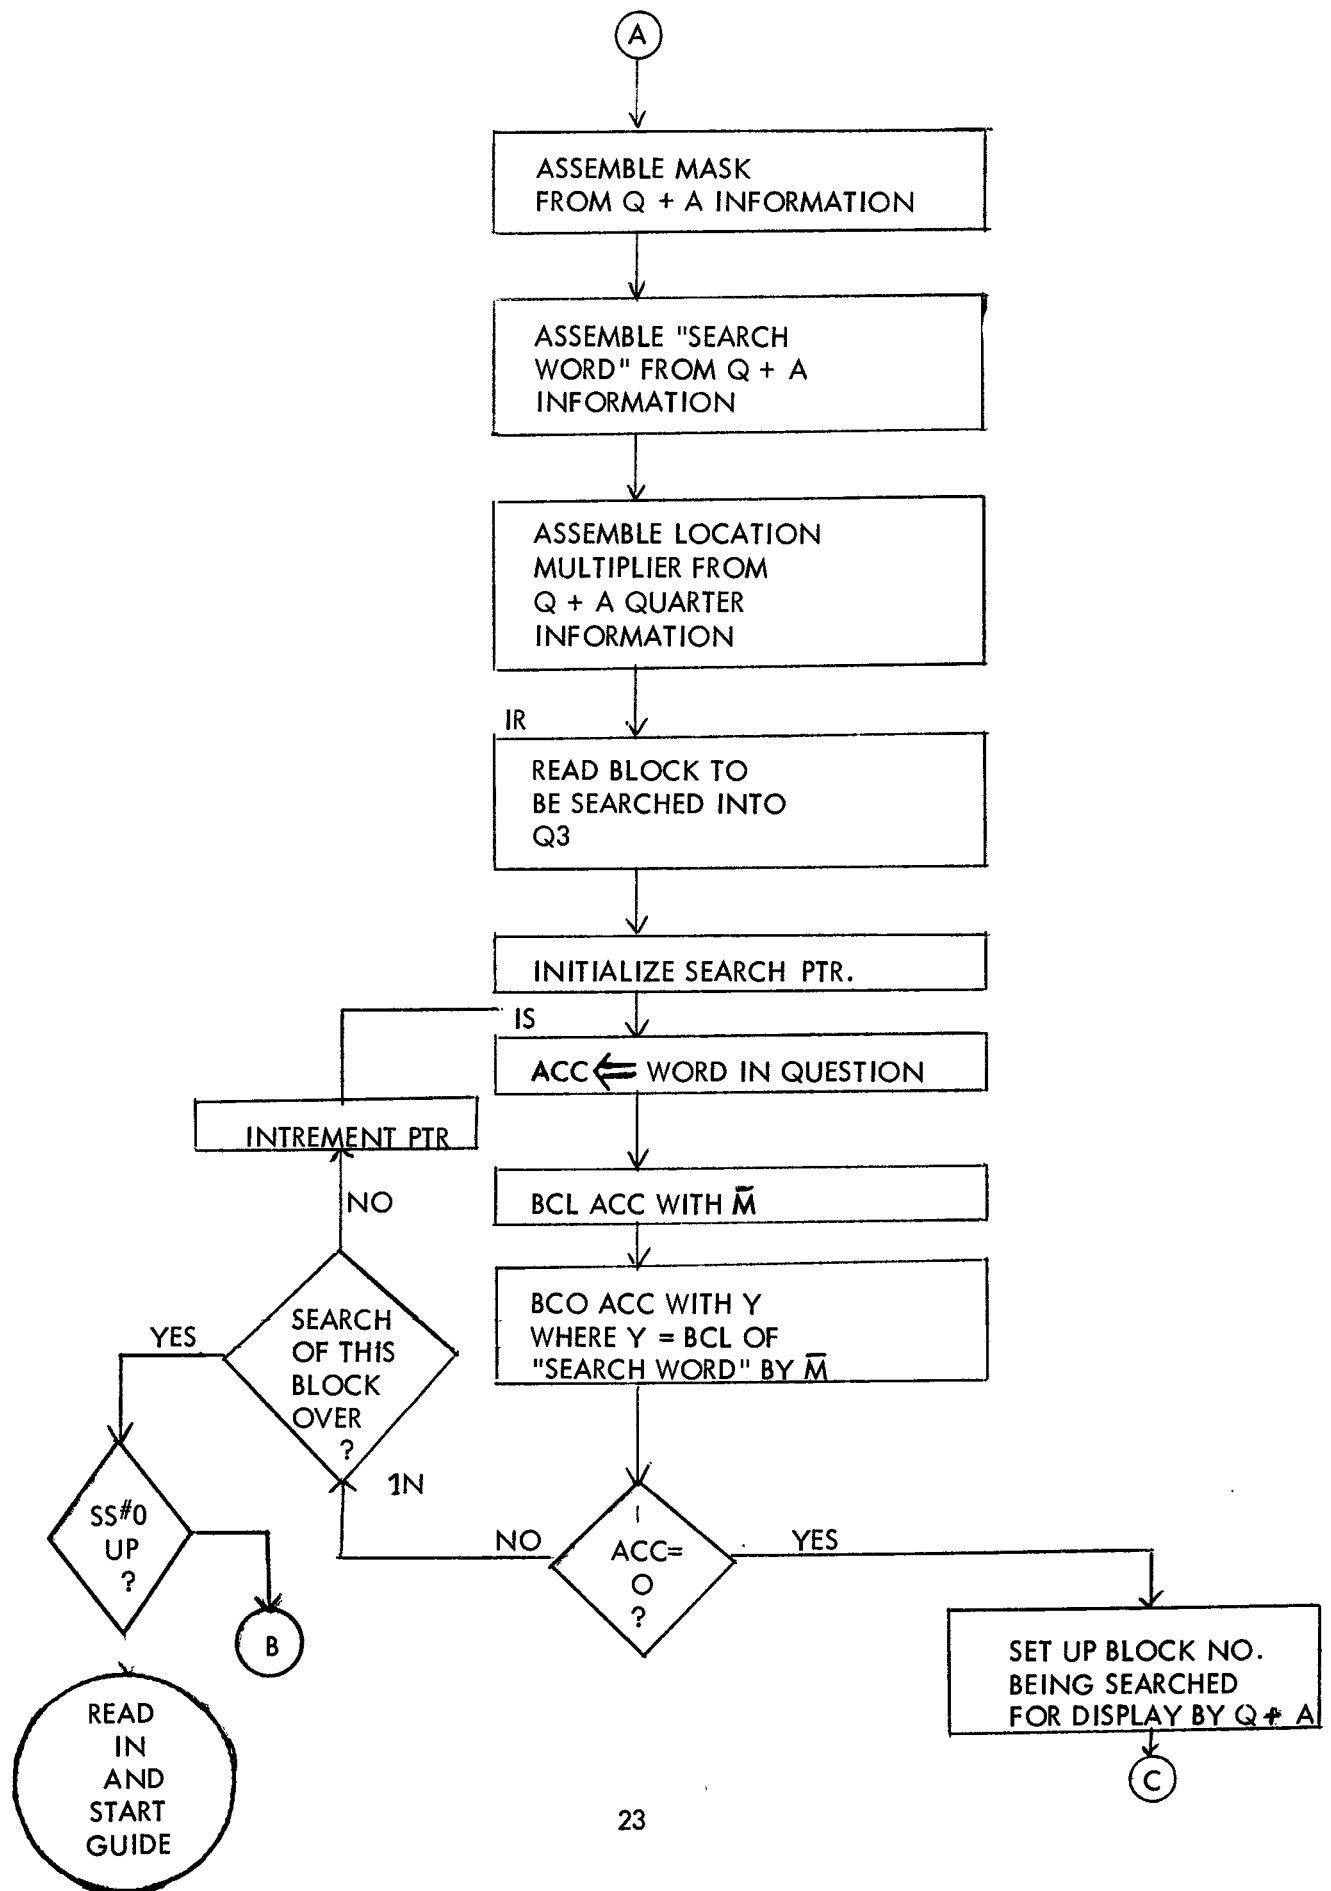 A
ASSEMBLE MASK
FROM Q + A INFORMATION
ASSEMBLE "SEARCH
WORD" FROM Q + A
INFORMATION
ASSEMBLE LOCATION
MULTIPLIER FROM
Q + A QUARTER
INFORMATION
IR
READ BLOCK TO
BE SEARCHED INTO
Q3
INITIALIZE SEARCH PTR.
IS
ACC ⇐ WORD IN QUESTION
INTREMENT PTR
NO
BCL ACC WITH M̅
BCO ACC WITH Y
WHERE Y = BCL OF
"SEARCH WORD" BY M̅
YES
SEARCH
OF THIS
BLOCK
OVER
?
1N
SS#0
UP
?
B
NO
ACC=
O
?
YES
SET UP BLOCK NO.
BEING SEARCHED
FOR DISPLAY BY Q + A
C
READ
IN
AND
START
GUIDE
23